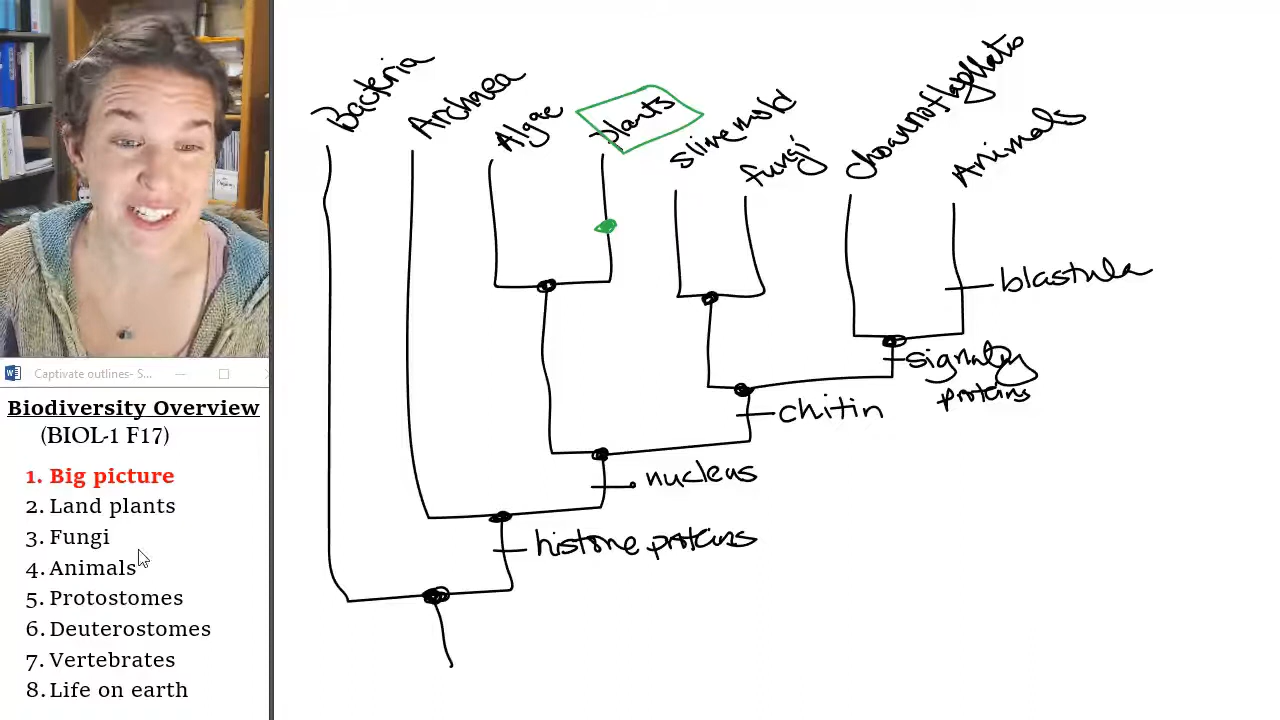 Bacteria
Archaea
Algae
plants
slime mold
fungi
choannoflagellates
Animals
blastula
signaling
proteins
chitin
nucleus
histone proteins
Captivate outlines- S...
Biodiversity Overview
(BIOL-1 F17)
1. Big picture
2. Land plants
3. Fungi
4. Animals
5. Protostomes
6. Deuterostomes
7. Vertebrates
8. Life on earth